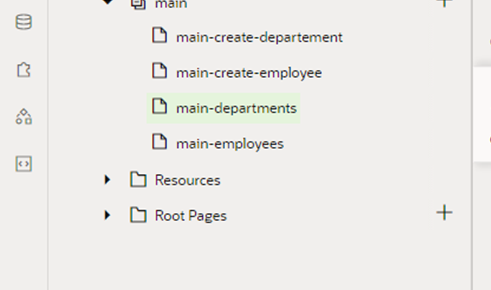 main
main-create-departement
main-create-employee
main-departments
main-employees
Resources
Root Pages